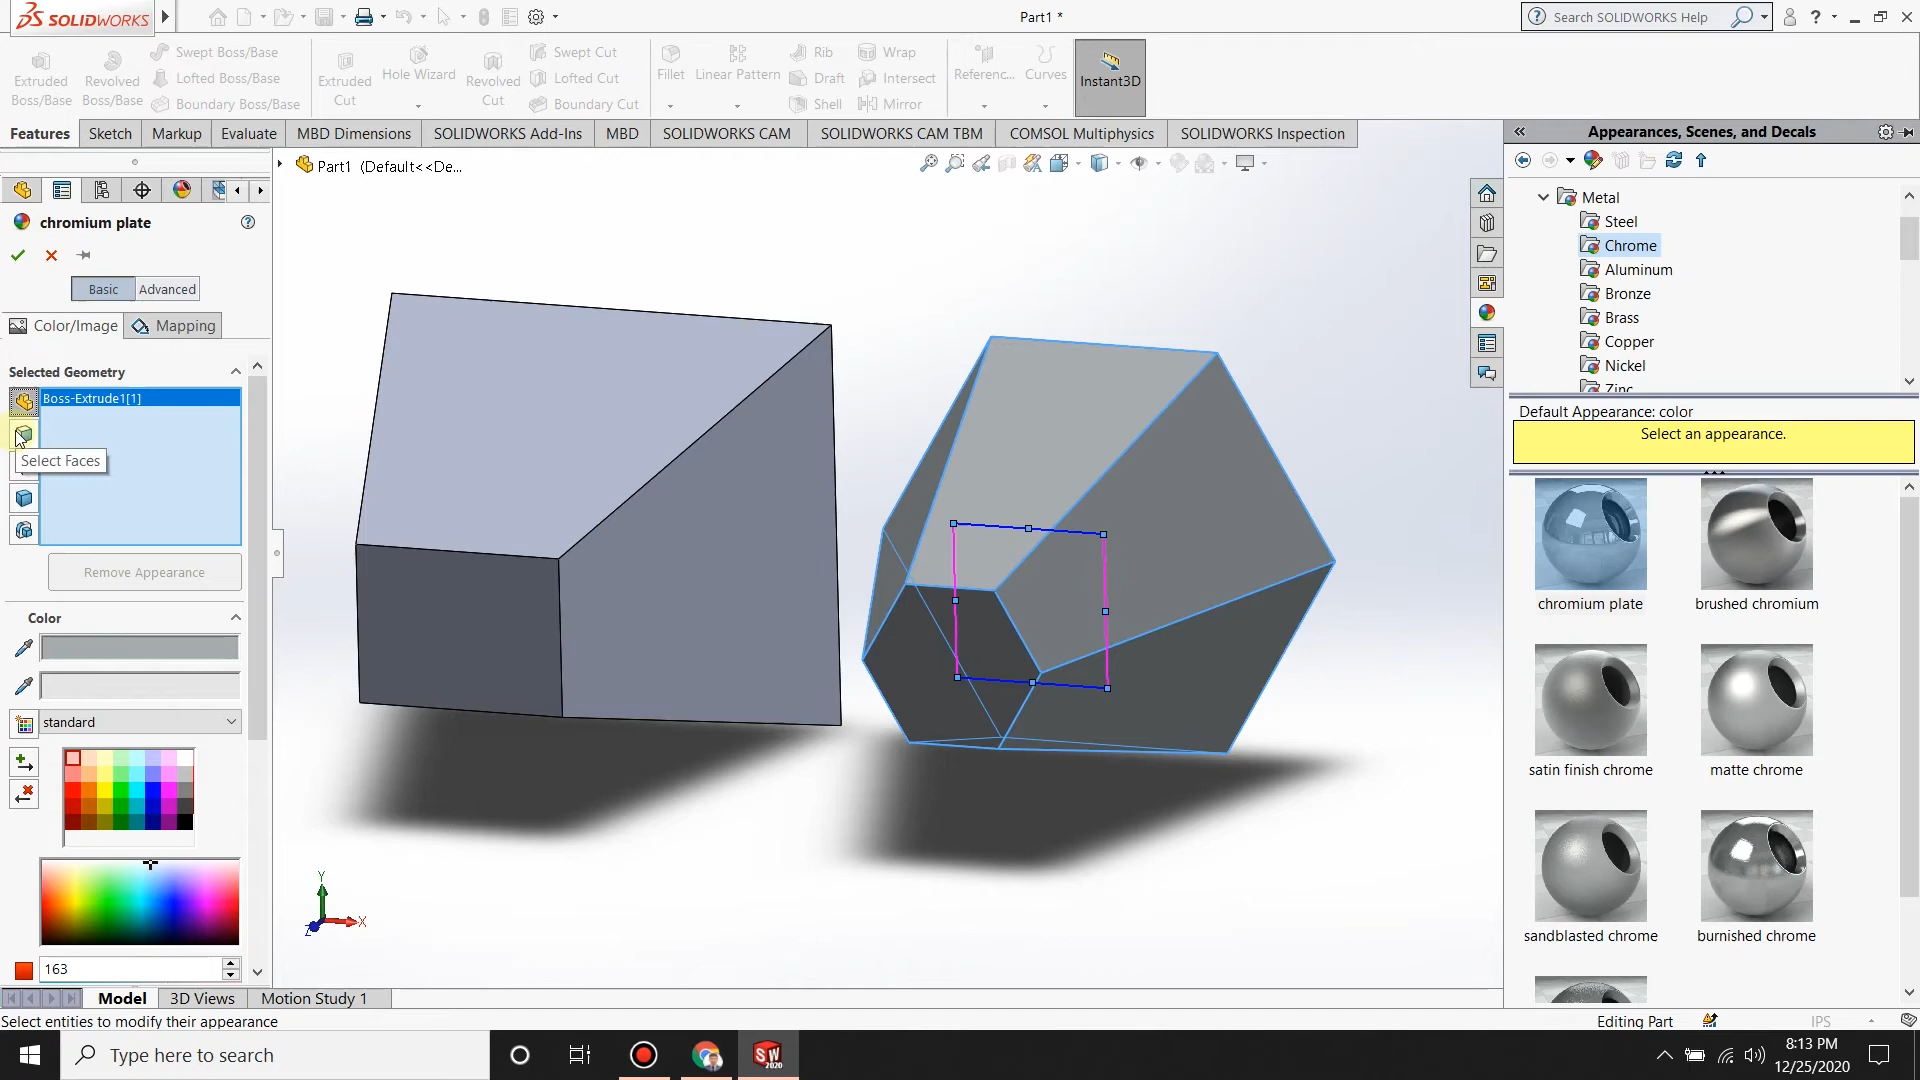 SOLIDWORKS
Part1 *
Search SOLIDWORKS Help
Extruded Boss/Base
Revolved Boss/Base
Swept Boss/Base
Lofted Boss/Base
Boundary Boss/Base
Extruded Cut
Hole Wizard
Revolved Cut
Swept Cut
Lofted Cut
Boundary Cut
Fillet
Linear Pattern
Rib
Draft
Shell
Wrap
Intersect
Mirror
Referenc...
Curves
Instant3D
Features
Sketch
Markup
Evaluate
MBD Dimensions
SOLIDWORKS Add-Ins
MBD
SOLIDWORKS CAM
SOLIDWORKS CAM TBM
COMSOL Multiphysics
SOLIDWORKS Inspection
Part1 (Default<<De...
chromium plate
Basic
Advanced
Color/Image
Mapping
Selected Geometry
Boss-Extrude1[1]
Select Faces
Remove Appearance
Color
standard
163
Y
X
Z
Appearances, Scenes, and Decals
Metal
Steel
Chrome
Aluminum
Bronze
Brass
Copper
Nickel
Zinc
Default Appearance: color
Select an appearance.
chromium plate
brushed chromium
satin finish chrome
matte chrome
sandblasted chrome
burnished chrome
Model
3D Views
Motion Study 1
Select entities to modify their appearance
Editing Part
IPS
Type here to search
SW
2020
8:13 PM
12/25/2020